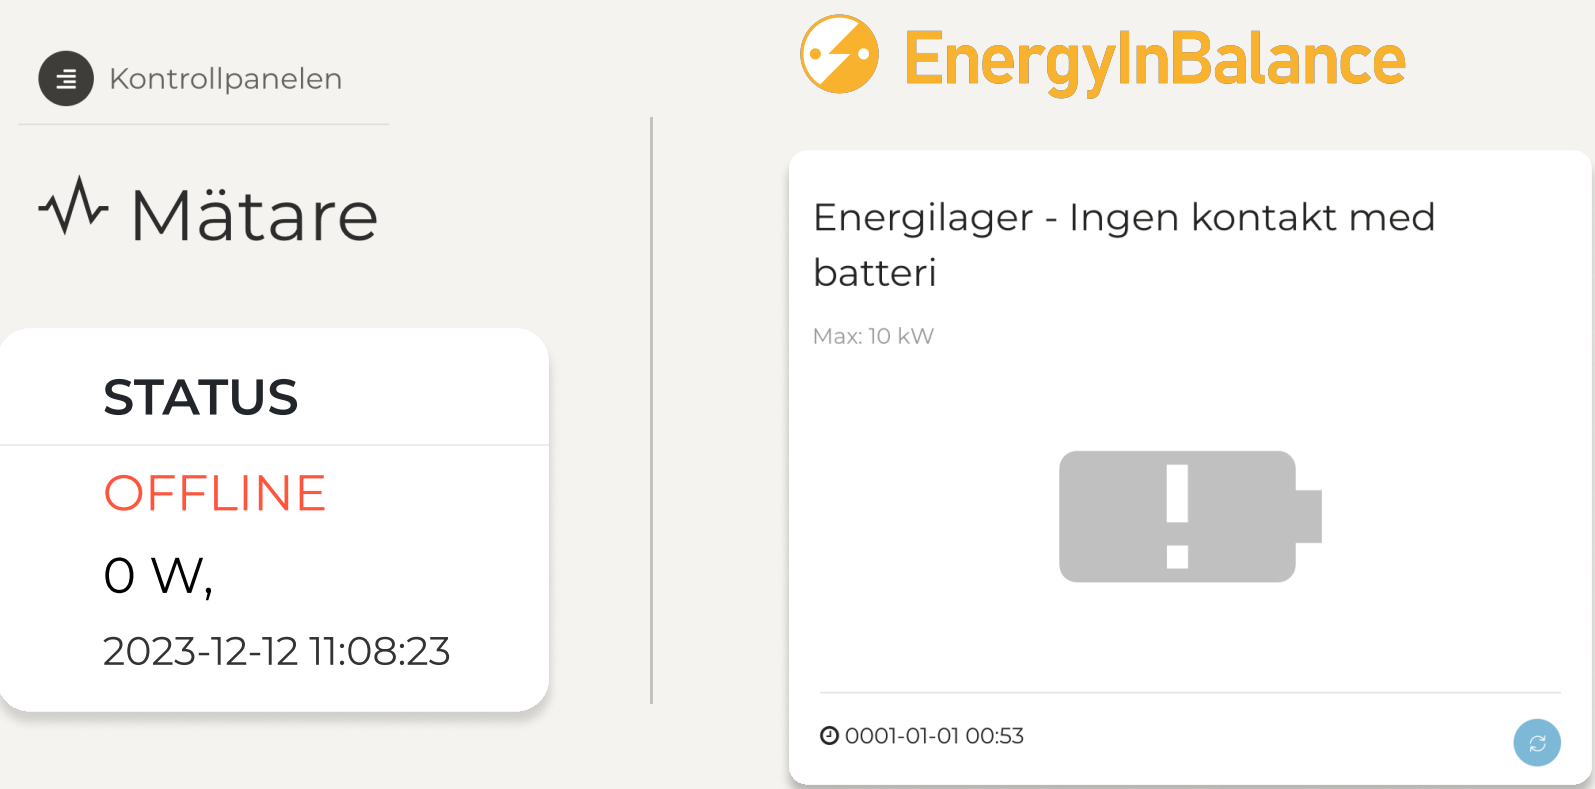 Kontrollpanelen
Mätare
STATUS
OFFLINE
0 W,
2023-12-12 11:08:23
EnergyInBalance
Energilager - Ingen kontakt med
batteri
Max: 10 kW
0001-01-01 00:53